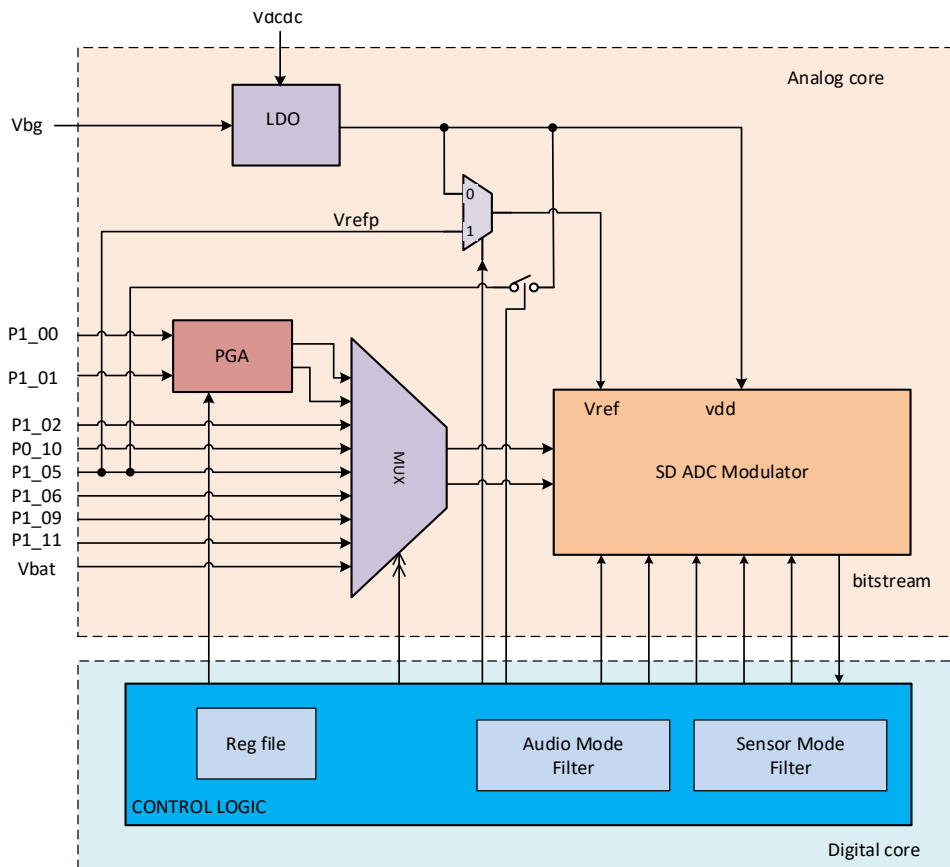 Vdcdc
Analog core
LDO
Vbg
0
Vrefp
1
P1_00
PGA
P1_01
Vref
vdd
P1_02
P0_10
P1_05
MUX
SD ADC Modulator
P1_06
P1_09
P1_11
Vbat
bitstream
Reg file
Audio Mode
Filter
Sensor Mode
Filter
CONTROL LOGIC
Digital core